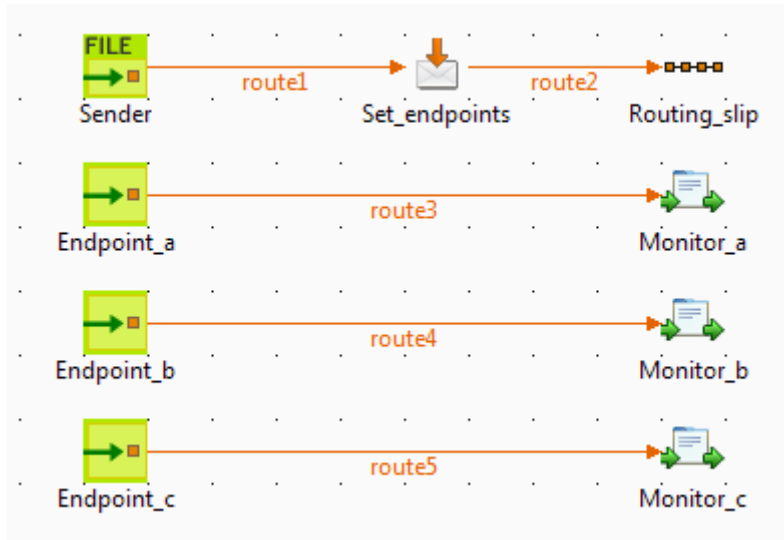 FILE
route1
route2
Sender
Set_endpoints
Routing_slip
route3
Endpoint_a
Monitor_a
route4
Endpoint_b
Monitor_b
route5
Endpoint_c
Monitor_c